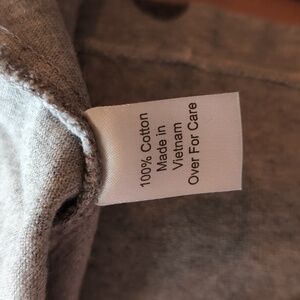 100% Cotton
Made in
Vietnam
Over For Care